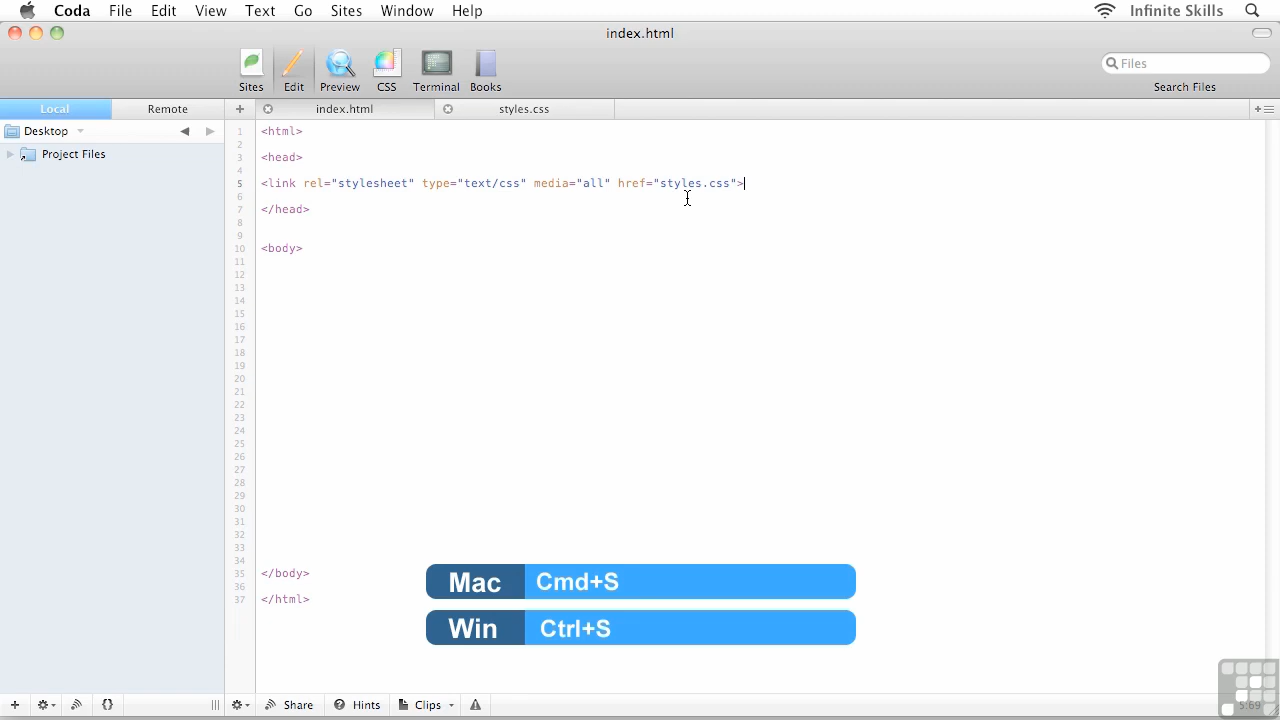 Coda File Edit View Text Go Sites Window Help Infinite Skills
index.html
Sites Edit Preview CSS Terminal Books Files Search Files
Local Remote + index.html styles.css
Desktop
Project Files
1 <html>
2
3 <head>
4
5 <link rel="stylesheet" type="text/css" media="all" href="styles.css">
6
7 </head>
8
9
10 <body>
11
12
13
14
15
16
17
18
19
20
21
22
23
24
25
26
27
28
29
30
31
32
33
34
35 </body>
36
37 </html>
Mac Cmd+S
Win Ctrl+S
+ {} Share ? Hints Clips 5:69